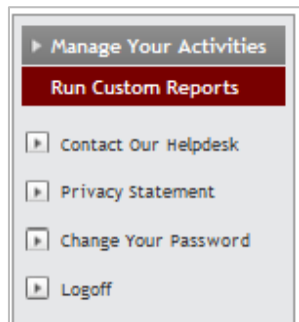 Manage Your Activities
Run Custom Reports
Contact Our Helpdesk
Privacy Statement
Change Your Password
Logoff